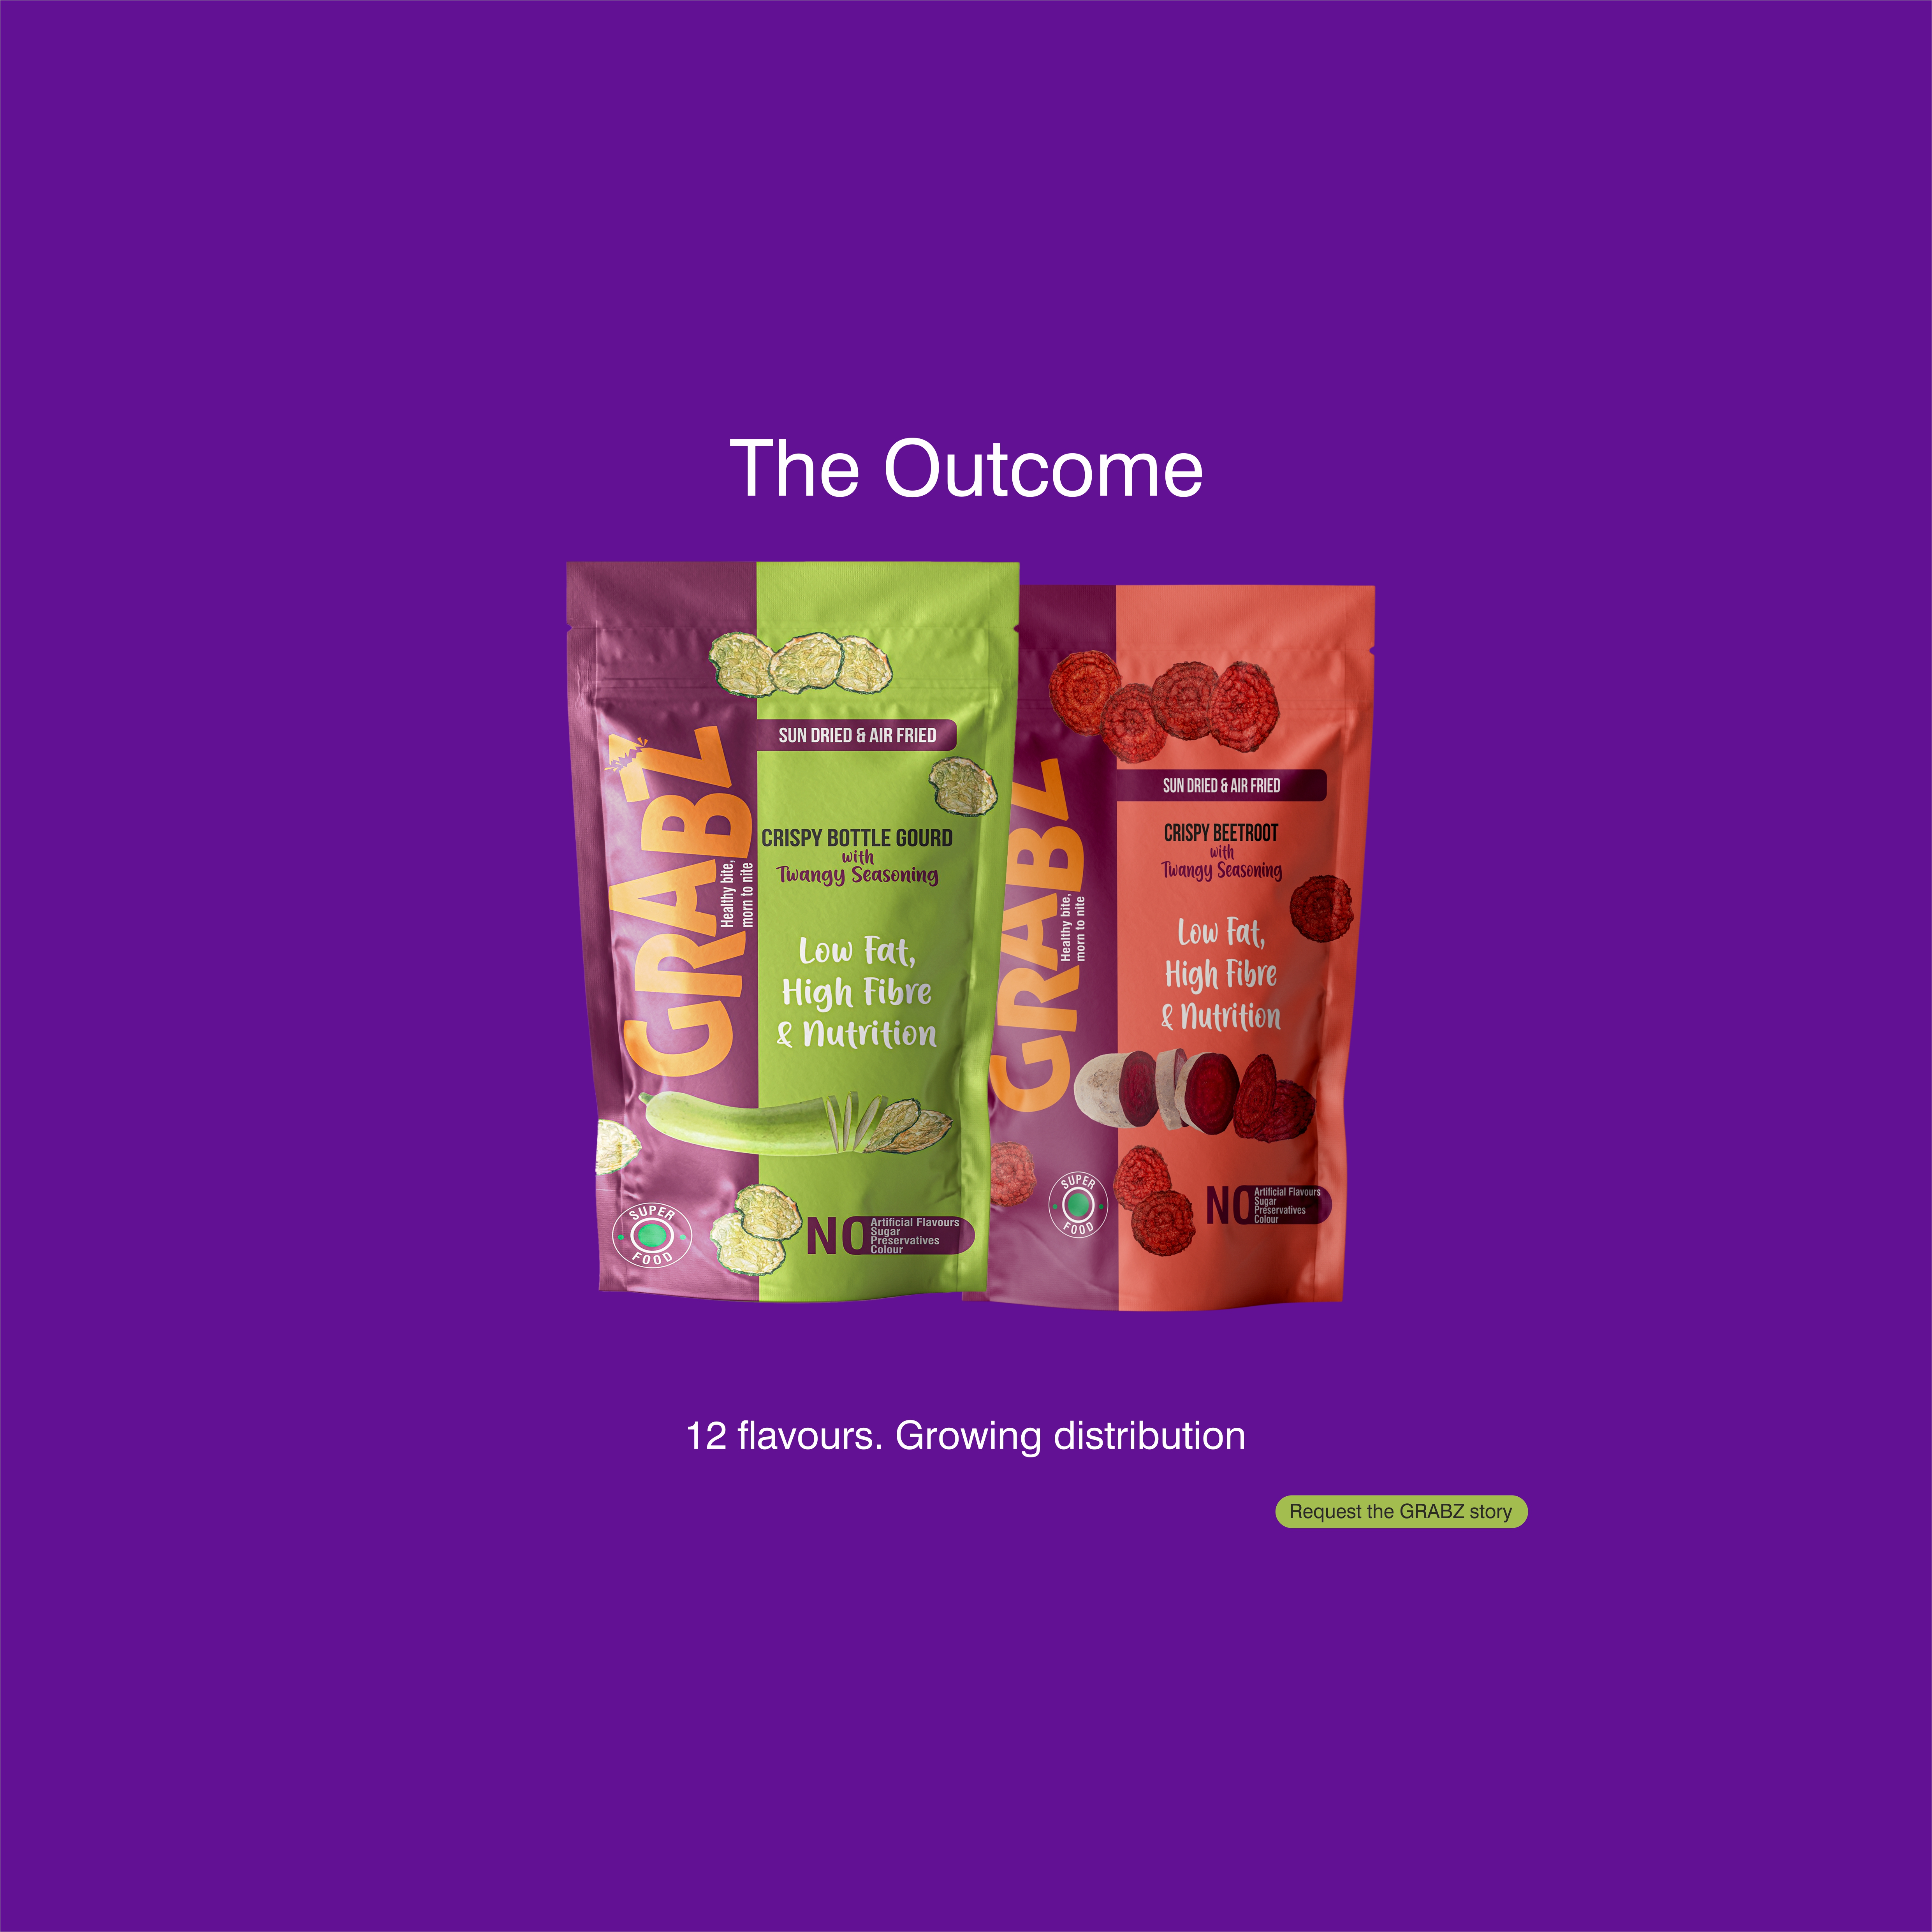 The Outcome
GRABZ
Healthy bite,
morn to nite
SUN DRIED & AIR FRIED
CRISPY BOTTLE GOURD
with
Twangy Seasoning
Low Fat,
High Fibre
& Nutrition
SUPER
FOOD
NO
Artificial Flavours
Sugar
Preservatives
Colour
GRABZ
Healthy bite,
morn to nite
SUN DRIED & AIR FRIED
CRISPY BEETROOT
with
Twangy Seasoning
Low Fat,
High Fibre
& Nutrition
SUPER
FOOD
NO
Artificial Flavours
Sugar
Preservatives
Colour
12 flavours. Growing distribution
Request the GRABZ story